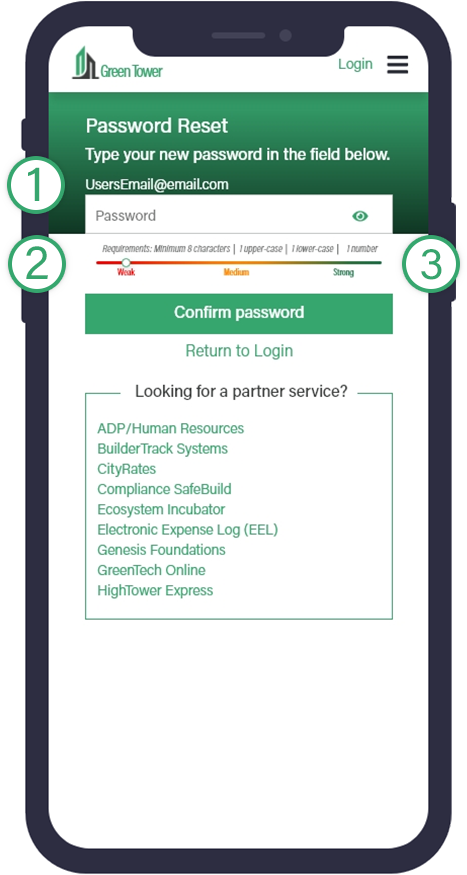 Green Tower
Login
Password Reset
Type your new password in the field below.
1
UsersEmail@email.com
Password
2
3
Requirements: Minimum 8 characters | 1 upper-case | 1 lower-case | 1 number
Weak Medium Strong
Confirm password
Return to Login
Looking for a partner service?
ADP/Human Resources
BuilderTrack Systems
CityRates
Compliance SafeBuild
Ecosystem Incubator
Electronic Expense Log (EEL)
Genesis Foundations
GreenTech Online
HighTower Express